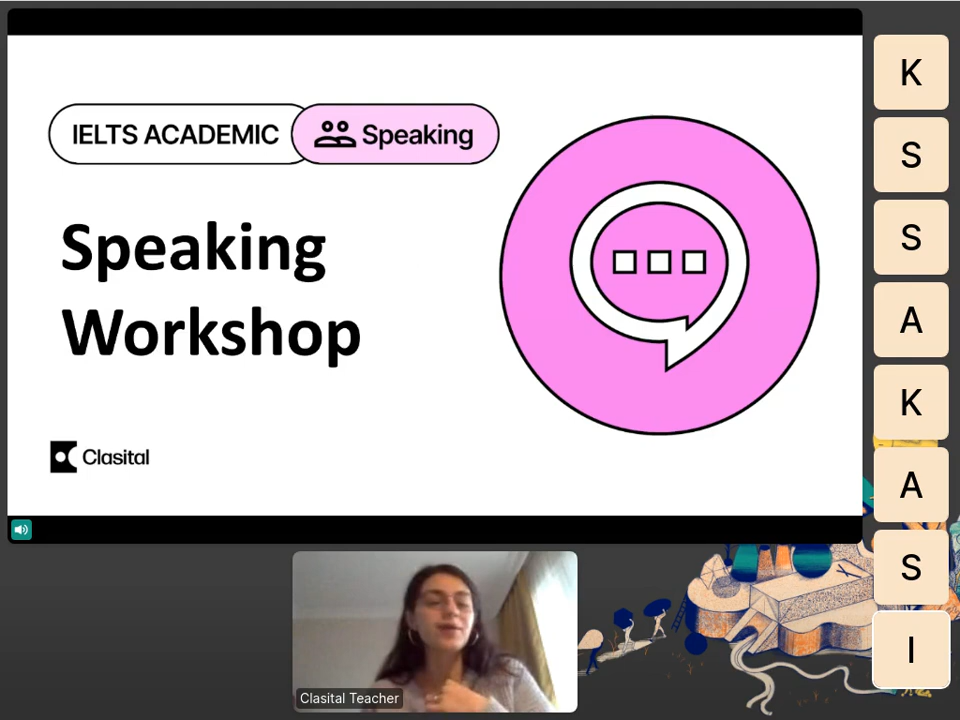 IELTS ACADEMIC Speaking
Speaking
Workshop
Clasital
Clasital Teacher
K
S
S
A
K
A
S
I